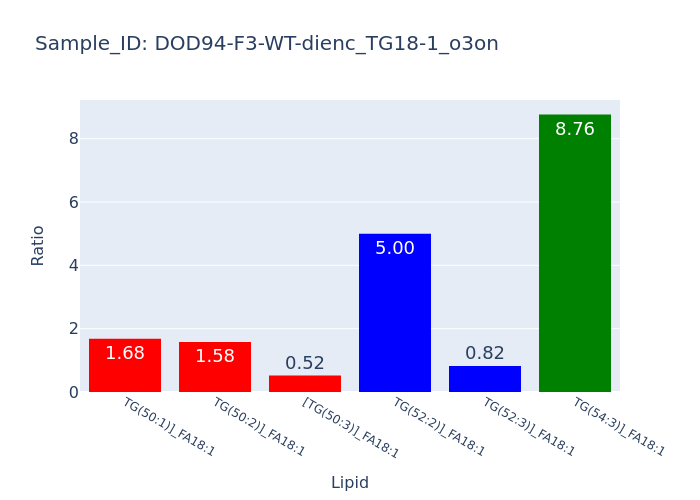 Sample_ID: DOD94-F3-WT-dienc_TG18-1_o3on
Ratio
8
6
4
2
0
1.68
1.58
0.52
5.00
0.82
8.76
TG(50:1)]_FA18:1
TG(50:2)]_FA18:1
[TG(50:3)]_FA18:1
TG(52:2)]_FA18:1
TG(52:3)]_FA18:1
TG(54:3)]_FA18:1
Lipid